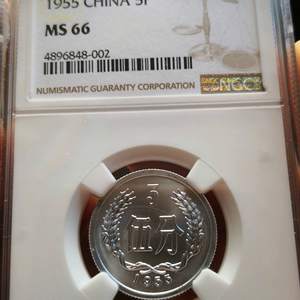 1955 CHINA 5F
MS 66
4896848-002
NUMISMATIC GUARANTY CORPORATION
NGC
5
伍分
1955